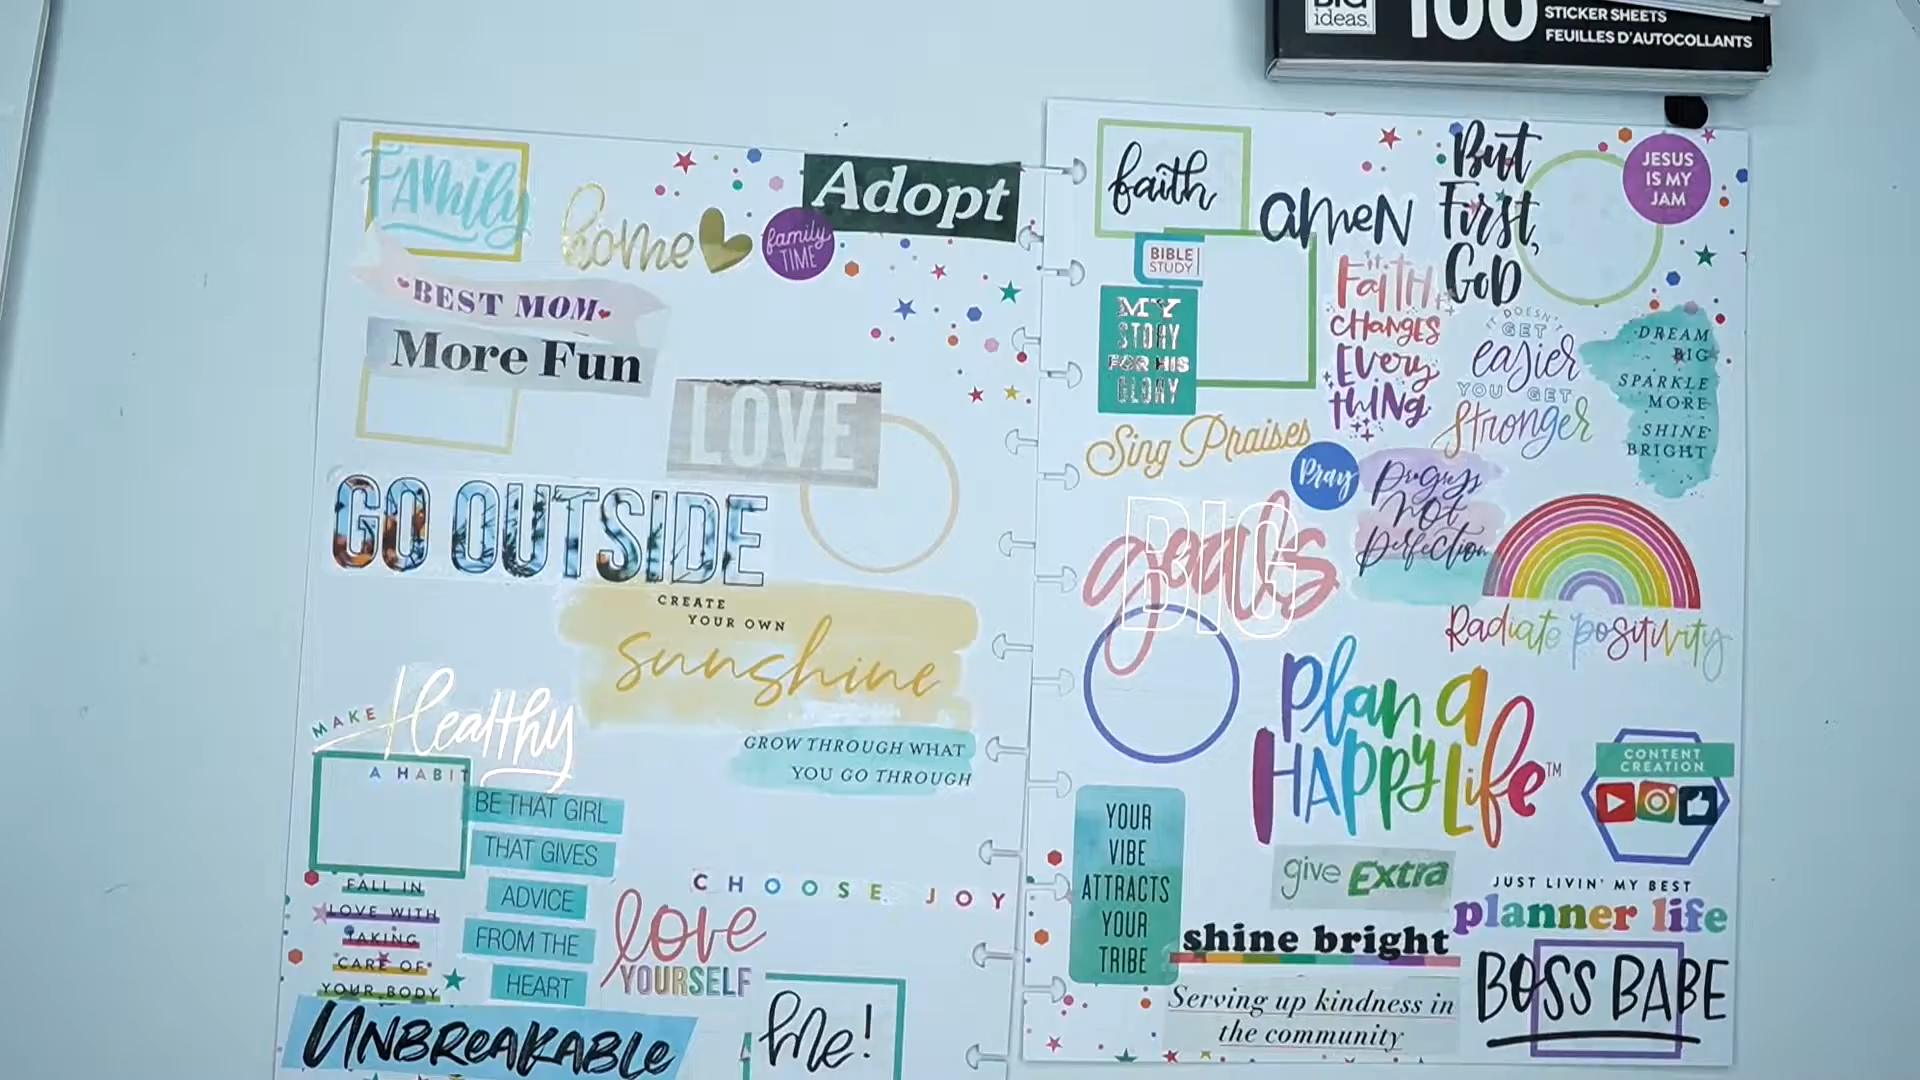 BIG
ideas.
100
STICKER SHEETS
FEUILLES D'AUTOCOLLANTS
FAMily
home
family
TIME
Adopt
BEST MOM
More Fun
LOVE
GO OUTSIDE
CREATE
YOUR OWN
sunshine
GROW THROUGH WHAT
YOU GO THROUGH
MAKE
Healthy
A HABIT
BE THAT GIRL
THAT GIVES
ADVICE
FROM THE
HEART
FALL IN
LOVE WITH
TAKING
CARE OF
YOUR BODY
CHOOSE JOY
love
YOURSELF
UNBREAKABLE
me!
faith
amen
But
First,
God
JESUS
IS MY
JAM
BIBLE
STUDY
MY
STORY
FOR HIS
GLORY
Faith
changes
Every
thing
IT DOESN'T
GET
easier
YOU GET
stronger
DREAM
BIG
SPARKLE
MORE
SHINE
BRIGHT
Sing Praises
Pray
Progress
not
perfection
BIG
goals
Radiate positivity
plan a
HAPPY Life™
CONTENT
CREATION
YOUR
VIBE
ATTRACTS
YOUR
TRIBE
give Extra
JUST LIVIN' MY BEST
planner life
shine bright
Serving up kindness in
the community
BOSS BABE